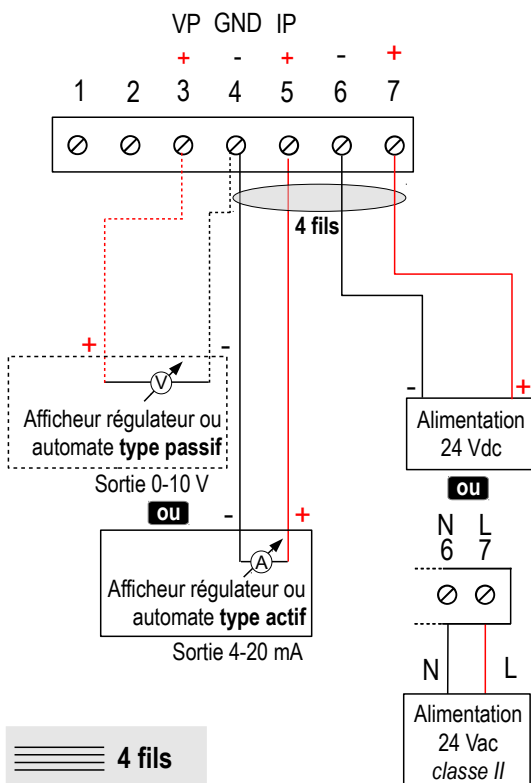 VP GND IP
+ - + - +
1 2 3 4 5 6 7
4 fils
+ -
V
Afficheur régulateur ou
automate type passif
Sortie 0-10 V
ou
- +
A
Afficheur régulateur ou
automate type actif
Sortie 4-20 mA
- +
Alimentation
24 Vdc
ou
N L
6 7
N L
Alimentation
24 Vac
classe II
4 fils